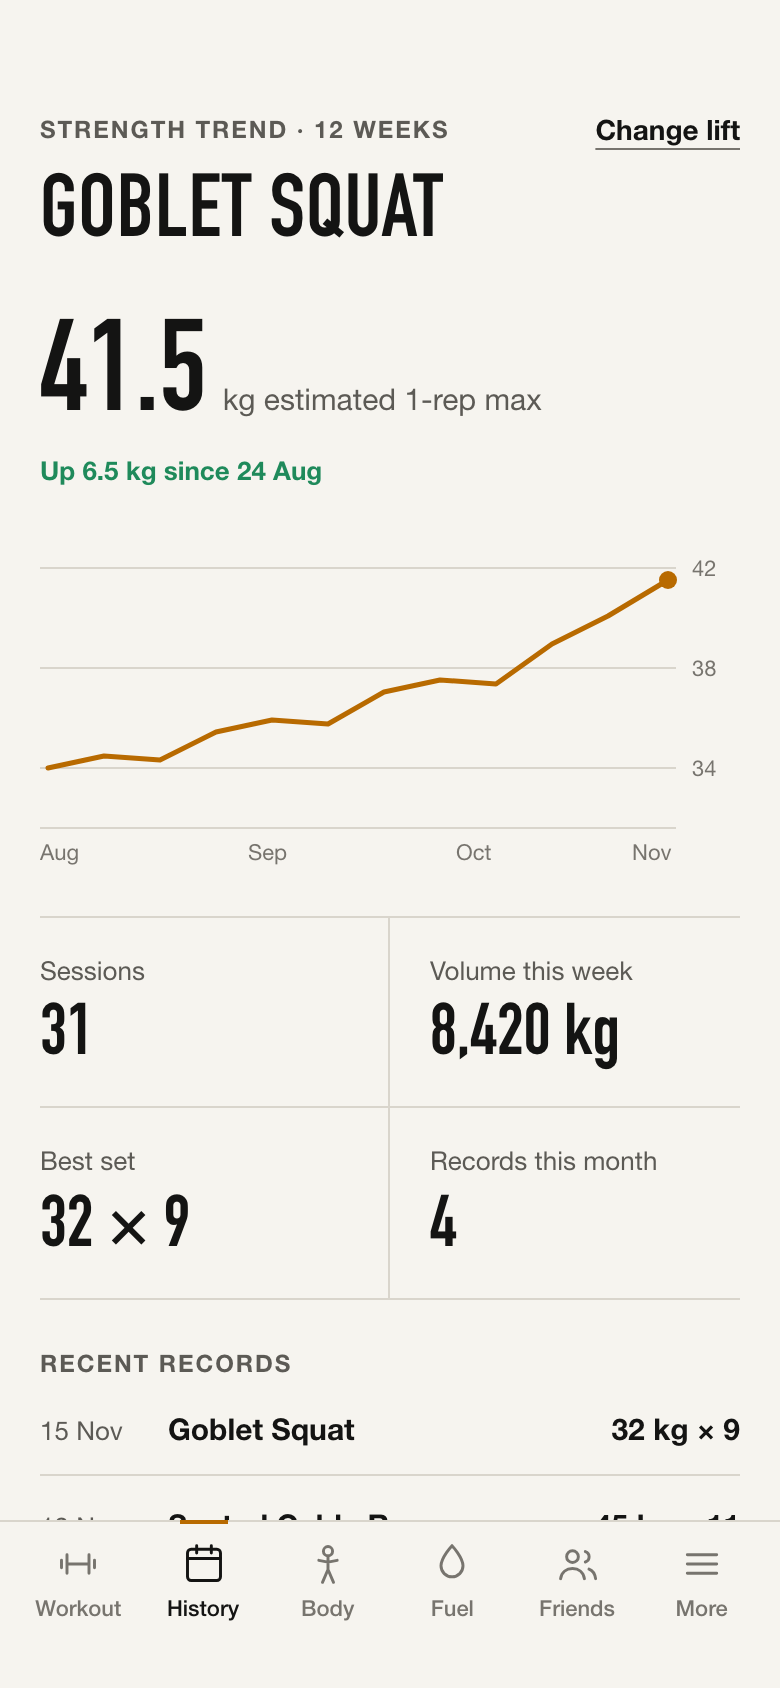 STRENGTH TREND · 12 WEEKS
Change lift
GOBLET SQUAT
41.5 kg estimated 1-rep max
Up 6.5 kg since 24 Aug
42
38
34
Aug Sep Oct Nov
Sessions
31
Volume this week
8,420 kg
Best set
32 × 9
Records this month
4
RECENT RECORDS
15 Nov Goblet Squat 32 kg × 9
Workout History Body Fuel Friends More